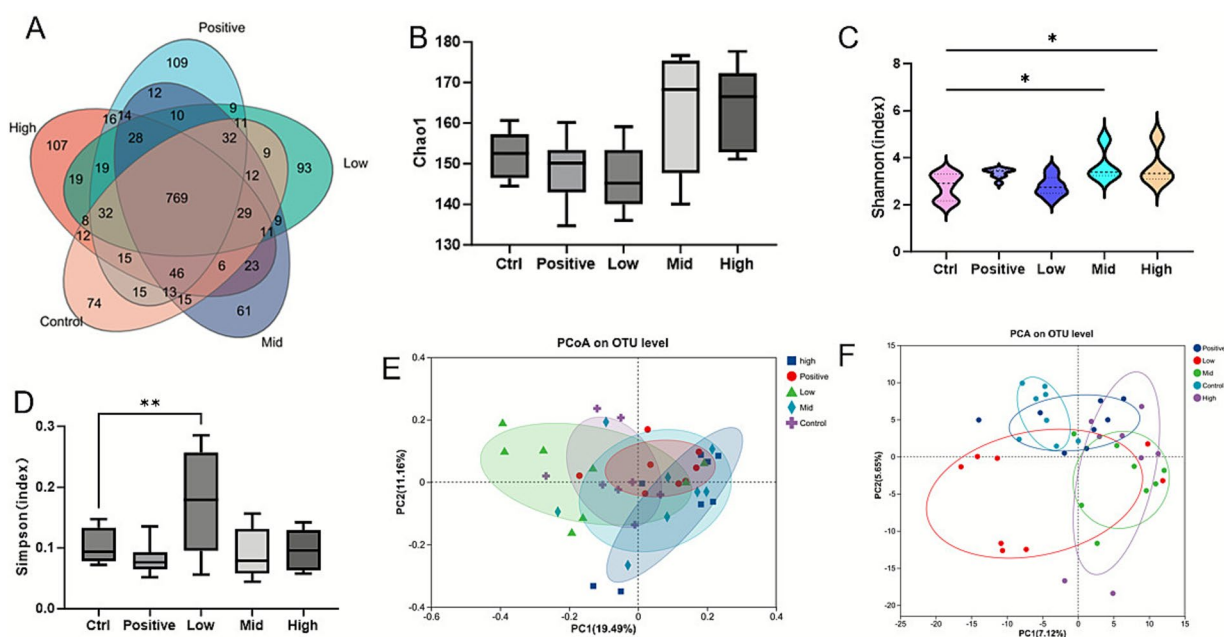 A
Positive
High
Low
Control
Mid
109
12
9
16
14
10
11
107
28
32
9
93
19
19
12
769
32
29
9
8
11
12
15
46
6
23
15
13
15
74
61
B
Chao1
180
170
160
150
140
130
Ctrl Positive Low Mid High
C
Shannon(index)
8
6
4
2
0
*
*
Ctrl Positive Low Mid High
D
Simpson(index)
0.3
0.2
0.1
0.0
**
Ctrl Positive Low Mid High
E
PCoA on OTU level
PC2(11.16%)
0.4
0.2
0
-0.2
-0.4
-0.6 -0.4 -0.2 0 0.2 0.4
PC1(19.49%)
high
Positive
Low
Mid
Control
F
PCA on OTU level
PC2(5.65%)
15
10
5
0
-5
-10
-15
-20
-25 -20 -15 -10 -5 0 5 10 15
PC1(7.12%)
Positive
Low
Mid
Control
High